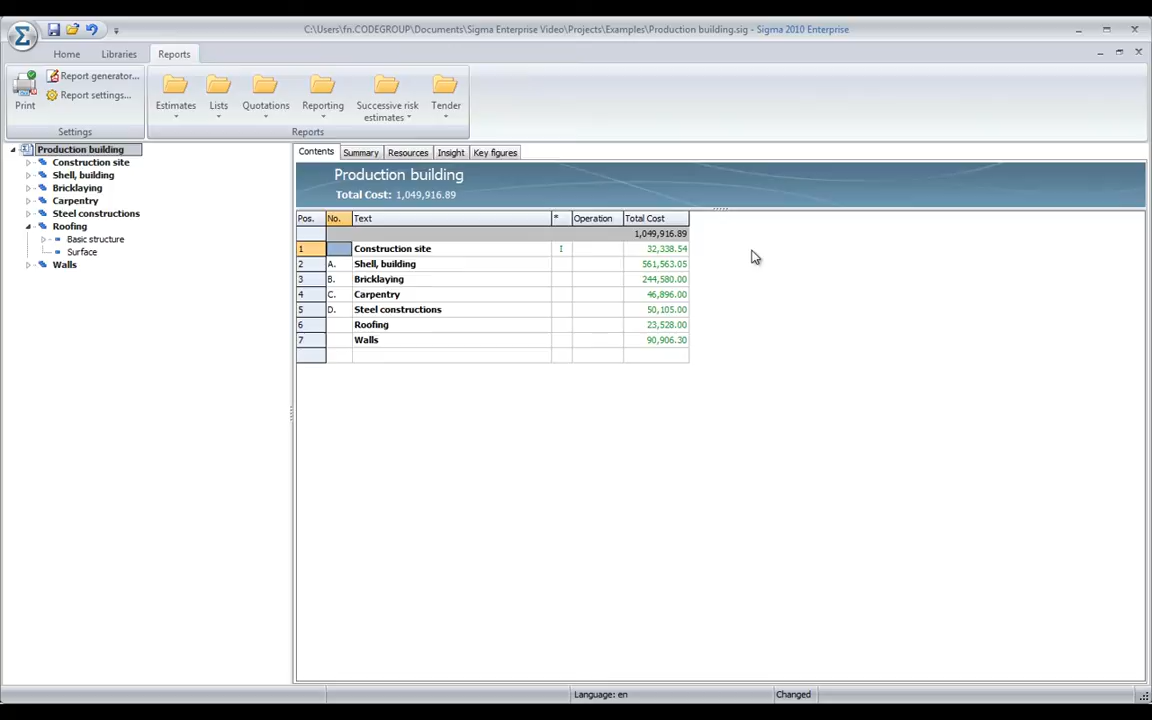 C:\Users\fn.CODEGROUP\Documents\Sigma Enterprise Video\Projects\Examples\Production building.sig - Sigma 2010 Enterprise
Home Libraries Reports
Print
Report generator...
Report settings...
Settings
Estimates
Lists
Quotations
Reporting
Successive risk estimates
Tender
Reports
Production building
Construction site
Shell, building
Bricklaying
Carpentry
Steel constructions
Roofing
Basic structure
Surface
Walls
Contents Summary Resources Insight Key figures
Production building
Total Cost: 1,049,916.89
Pos. No. Text * Operation Total Cost
1,049,916.89
1 Construction site I 32,338.54
2 A. Shell, building 561,563.05
3 B. Bricklaying 244,580.00
4 C. Carpentry 46,896.00
5 D. Steel constructions 50,105.00
6 Roofing 23,528.00
7 Walls 90,906.30
Language: en Changed